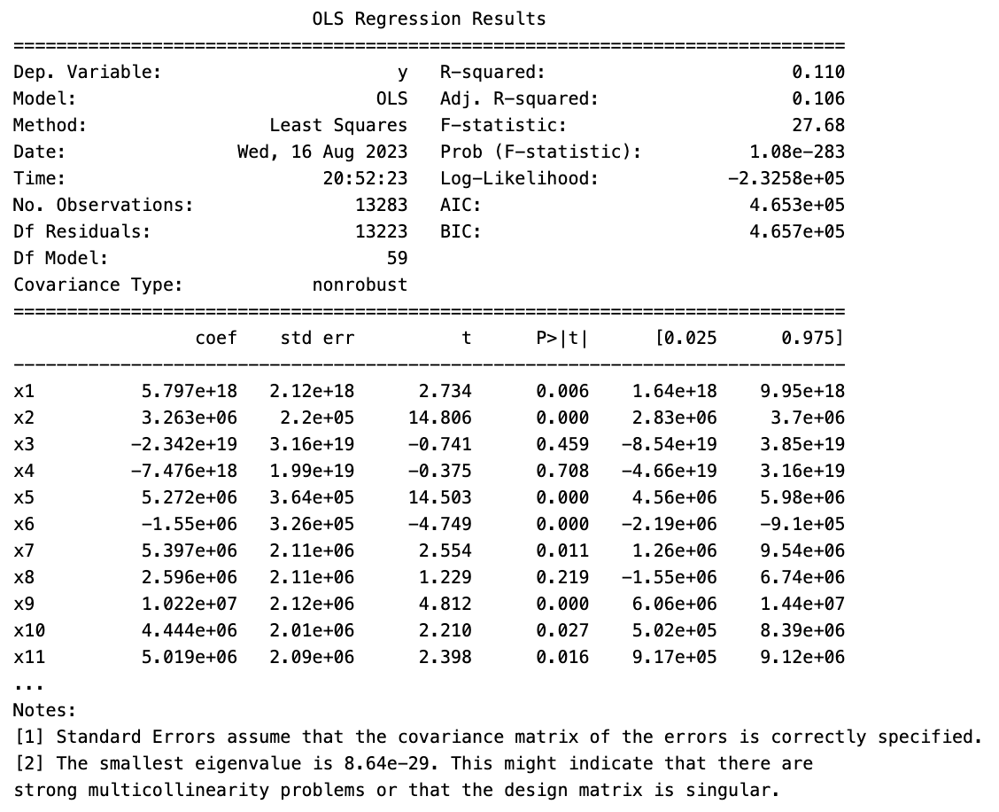 OLS Regression Results
==============================================================================
Dep. Variable: y R-squared: 0.110
Model: OLS Adj. R-squared: 0.106
Method: Least Squares F-statistic: 27.68
Date: Wed, 16 Aug 2023 Prob (F-statistic): 1.08e-283
Time: 20:52:23 Log-Likelihood: -2.3258e+05
No. Observations: 13283 AIC: 4.653e+05
Df Residuals: 13223 BIC: 4.657e+05
Df Model: 59
Covariance Type: nonrobust
==============================================================================
coef std err t P>|t| [0.025 0.975]
------------------------------------------------------------------------------
x1 5.797e+18 2.12e+18 2.734 0.006 1.64e+18 9.95e+18
x2 3.263e+06 2.2e+05 14.806 0.000 2.83e+06 3.7e+06
x3 -2.342e+19 3.16e+19 -0.741 0.459 -8.54e+19 3.85e+19
x4 -7.476e+18 1.99e+19 -0.375 0.708 -4.66e+19 3.16e+19
x5 5.272e+06 3.64e+05 14.503 0.000 4.56e+06 5.98e+06
x6 -1.55e+06 3.26e+05 -4.749 0.000 -2.19e+06 -9.1e+05
x7 5.397e+06 2.11e+06 2.554 0.011 1.26e+06 9.54e+06
x8 2.596e+06 2.11e+06 1.229 0.219 -1.55e+06 6.74e+06
x9 1.022e+07 2.12e+06 4.812 0.000 6.06e+06 1.44e+07
x10 4.444e+06 2.01e+06 2.210 0.027 5.02e+05 8.39e+06
x11 5.019e+06 2.09e+06 2.398 0.016 9.17e+05 9.12e+06
...
Notes:
[1] Standard Errors assume that the covariance matrix of the errors is correctly specified.
[2] The smallest eigenvalue is 8.64e-29. This might indicate that there are
strong multicollinearity problems or that the design matrix is singular.